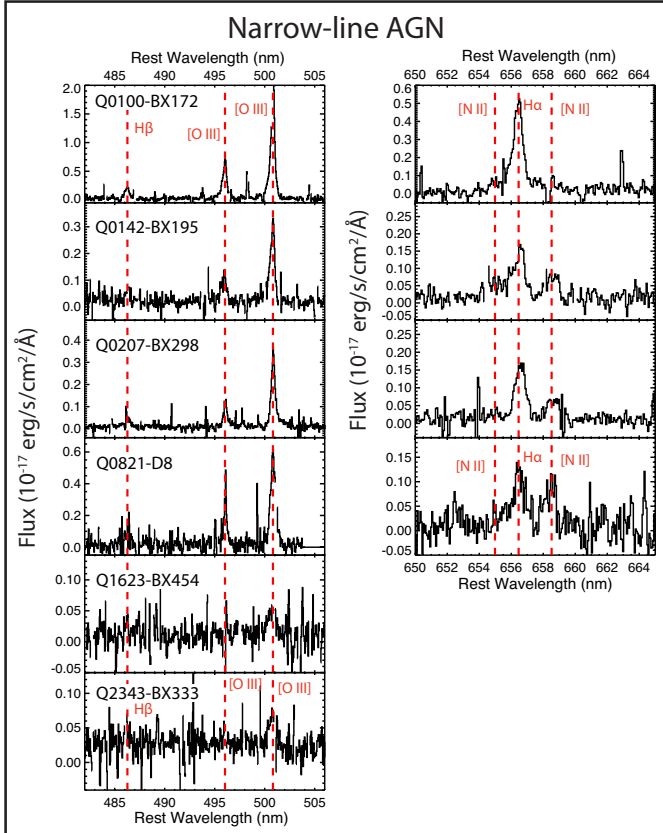 Narrow-line AGN
Rest Wavelength (nm)
485 490 495 500 505
2.0
1.5
1.0
0.5
0.0
Q0100-BX172
Hβ
[O III]
[O III]
0.3
0.2
0.1
0.0
Q0142-BX195
0.4
0.3
0.2
0.1
0.0
Q0207-BX298
0.6
0.4
0.2
0.0
Q0821-D8
0.10
0.05
0.00
-0.05
Q1623-BX454
0.10
0.05
0.00
Q2343-BX333
Hβ
[O III]
[O III]
485 490 495 500 505
Rest Wavelength (nm)
Flux (10⁻¹⁷ erg/s/cm²/Å)
Rest Wavelength (nm)
650 652 654 656 658 660 662 664
0.6
0.5
0.4
0.3
0.2
0.1
0.0
[N II]
Hα
[N II]
0.25
0.20
0.15
0.10
0.05
0.00
-0.05
0.25
0.20
0.15
0.10
0.05
0.00
0.15
0.10
0.05
0.00
-0.05
[N II]
Hα
[N II]
650 652 654 656 658 660 662 664
Rest Wavelength (nm)
Flux (10⁻¹⁷ erg/s/cm²/Å)